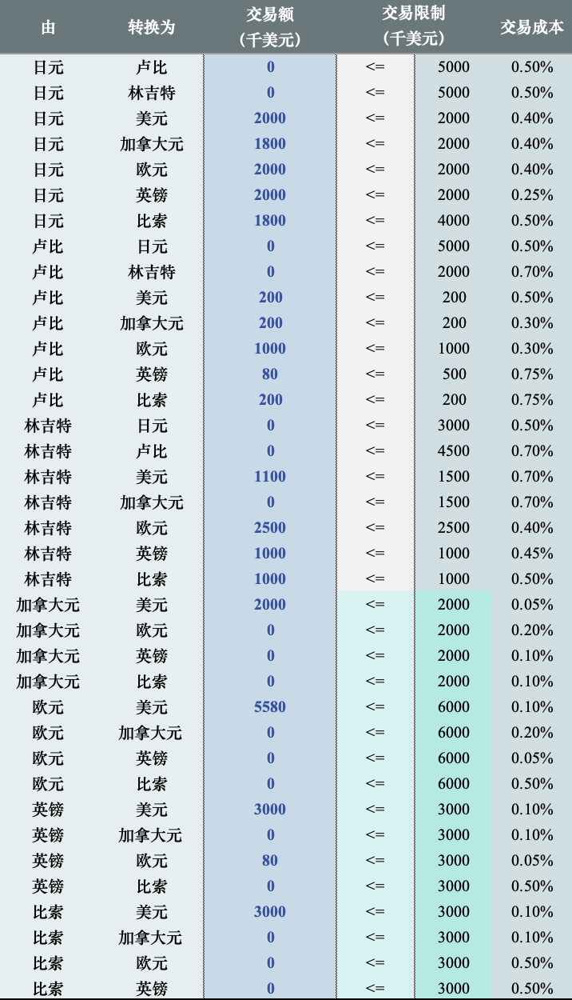 由 转换为 交易额 (千美元) 交易限制 (千美元) 交易成本
日元 卢比 0 <= 5000 0.50%
日元 林吉特 0 <= 5000 0.50%
日元 美元 2000 <= 2000 0.40%
日元 加拿大元 1800 <= 2000 0.40%
日元 欧元 2000 <= 2000 0.40%
日元 英镑 2000 <= 2000 0.25%
日元 比索 1800 <= 4000 0.50%
卢比 日元 0 <= 5000 0.50%
卢比 林吉特 0 <= 2000 0.70%
卢比 美元 200 <= 200 0.50%
卢比 加拿大元 200 <= 200 0.30%
卢比 欧元 1000 <= 1000 0.30%
卢比 英镑 80 <= 500 0.75%
卢比 比索 200 <= 200 0.75%
林吉特 日元 0 <= 3000 0.50%
林吉特 卢比 0 <= 4500 0.70%
林吉特 美元 1100 <= 1500 0.70%
林吉特 加拿大元 0 <= 1500 0.70%
林吉特 欧元 2500 <= 2500 0.40%
林吉特 英镑 1000 <= 1000 0.45%
林吉特 比索 1000 <= 1000 0.50%
加拿大元 美元 2000 <= 2000 0.05%
加拿大元 欧元 0 <= 2000 0.20%
加拿大元 英镑 0 <= 2000 0.10%
加拿大元 比索 0 <= 2000 0.10%
欧元 美元 5580 <= 6000 0.10%
欧元 加拿大元 0 <= 6000 0.20%
欧元 英镑 0 <= 6000 0.05%
欧元 比索 0 <= 6000 0.50%
英镑 美元 3000 <= 3000 0.10%
英镑 加拿大元 0 <= 3000 0.10%
英镑 欧元 80 <= 3000 0.05%
英镑 比索 0 <= 3000 0.50%
比索 美元 3000 <= 3000 0.10%
比索 加拿大元 0 <= 3000 0.10%
比索 欧元 0 <= 3000 0.50%
比索 英镑 0 <= 3000 0.50%